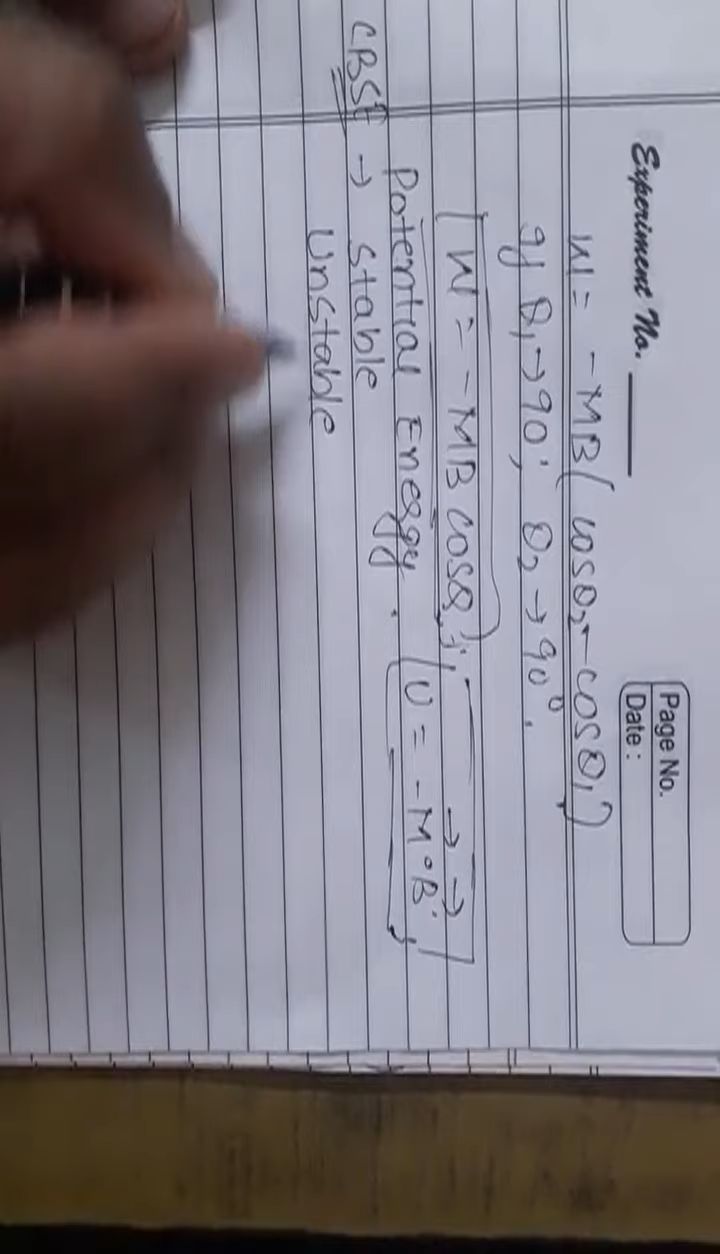 Experiment No.
Page No.
Date :
W = -MB (cosθ₂ - cosθ₁)
If θ₁ → 90°, θ₂ → 90°.
W = -MB cosθ
Potential Energy. U = -M⃗ • B⃗
CBSE → Stable
Unstable